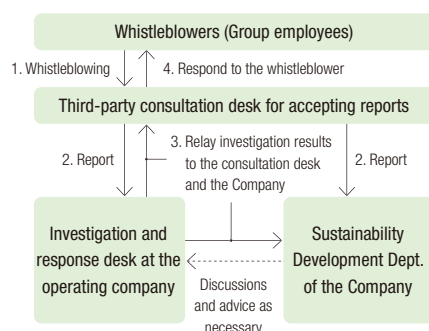 Whistleblowers (Group employees)
1. Whistleblowing
4. Respond to the whistleblower
Third-party consultation desk for accepting reports
2. Report
3. Relay investigation results
to the consultation desk
and the Company
2. Report
Investigation and
response desk at the
operating company
Sustainability
Development Dept.
of the Company
Discussions
and advice as
necessary